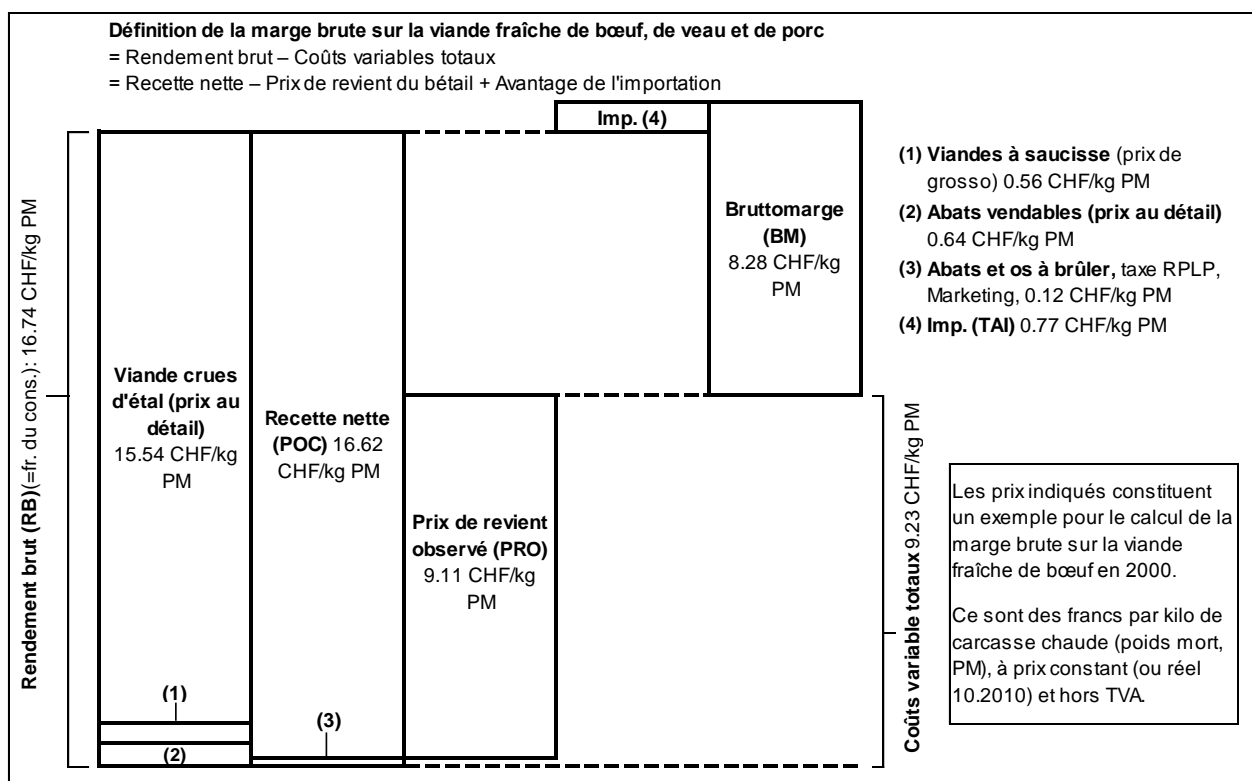 Définition de la marge brute sur la viande fraîche de bœuf, de veau et de porc
= Rendement brut – Coûts variables totaux
= Recette nette – Prix de revient du bétail + Avantage de l'importation
Rendement brut (RB)(=fr. du cons.): 16.74 CHF/kg PM
Viande crues
d'étal (prix au
détail)
15.54 CHF/kg
PM
(1)
(2)
Recette nette
(POC) 16.62
CHF/kg PM
(3)
Prix de revient
observé (PRO)
9.11 CHF/kg
PM
Imp. (4)
Bruttomarge
(BM)
8.28 CHF/kg
PM
Coûts variable totaux 9.23 CHF/kg PM
(1) Viandes à saucisse (prix de
grosso) 0.56 CHF/kg PM
(2) Abats vendables (prix au détail)
0.64 CHF/kg PM
(3) Abats et os à brûler, taxe RPLP,
Marketing, 0.12 CHF/kg PM
(4) Imp. (TAI) 0.77 CHF/kg PM
Les prix indiqués constituent
un exemple pour le calcul de la
marge brute sur la viande
fraîche de bœuf en 2000.
Ce sont des francs par kilo de
carcasse chaude (poids mort,
PM), à prix constant (ou réel
10.2010) et hors TVA.